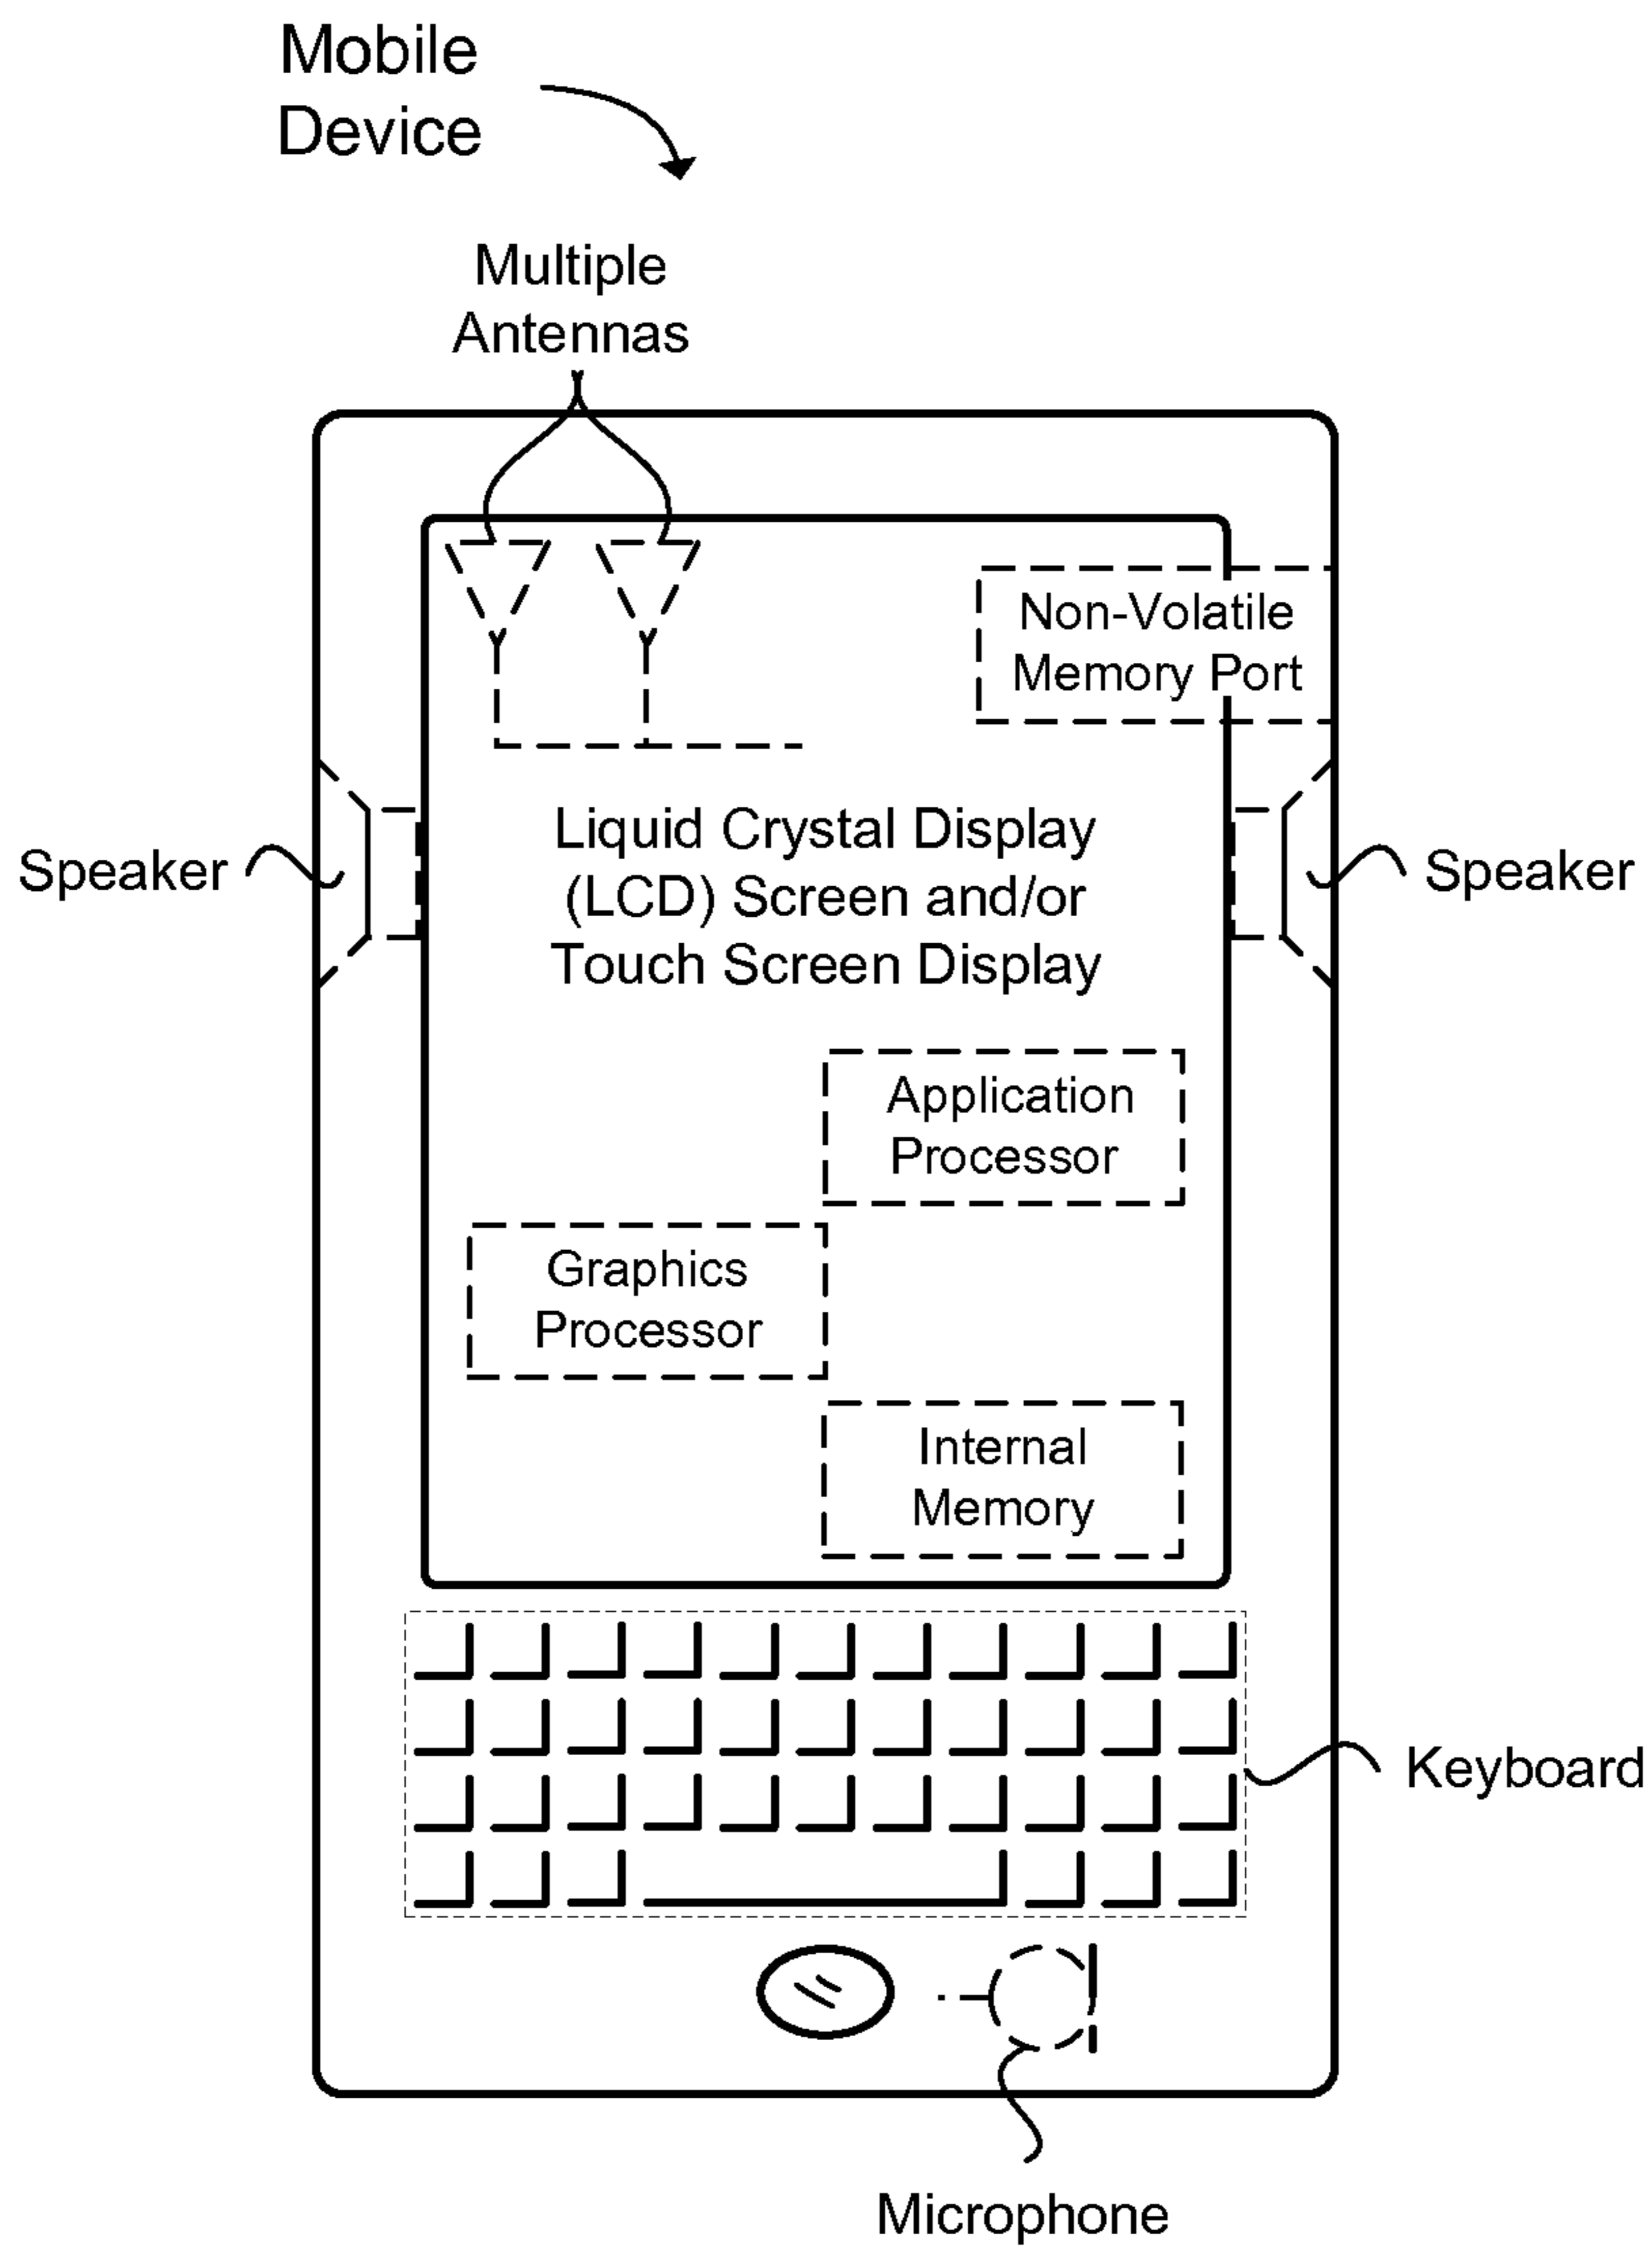 Mobile
Device
Multiple
Antennas
Non-Volatile
Memory Port
Speaker
Liquid Crystal Display
(LCD) Screen and/or
Touch Screen Display
Speaker
Application
Processor
Graphics
Processor
Internal
Memory
Keyboard
Microphone